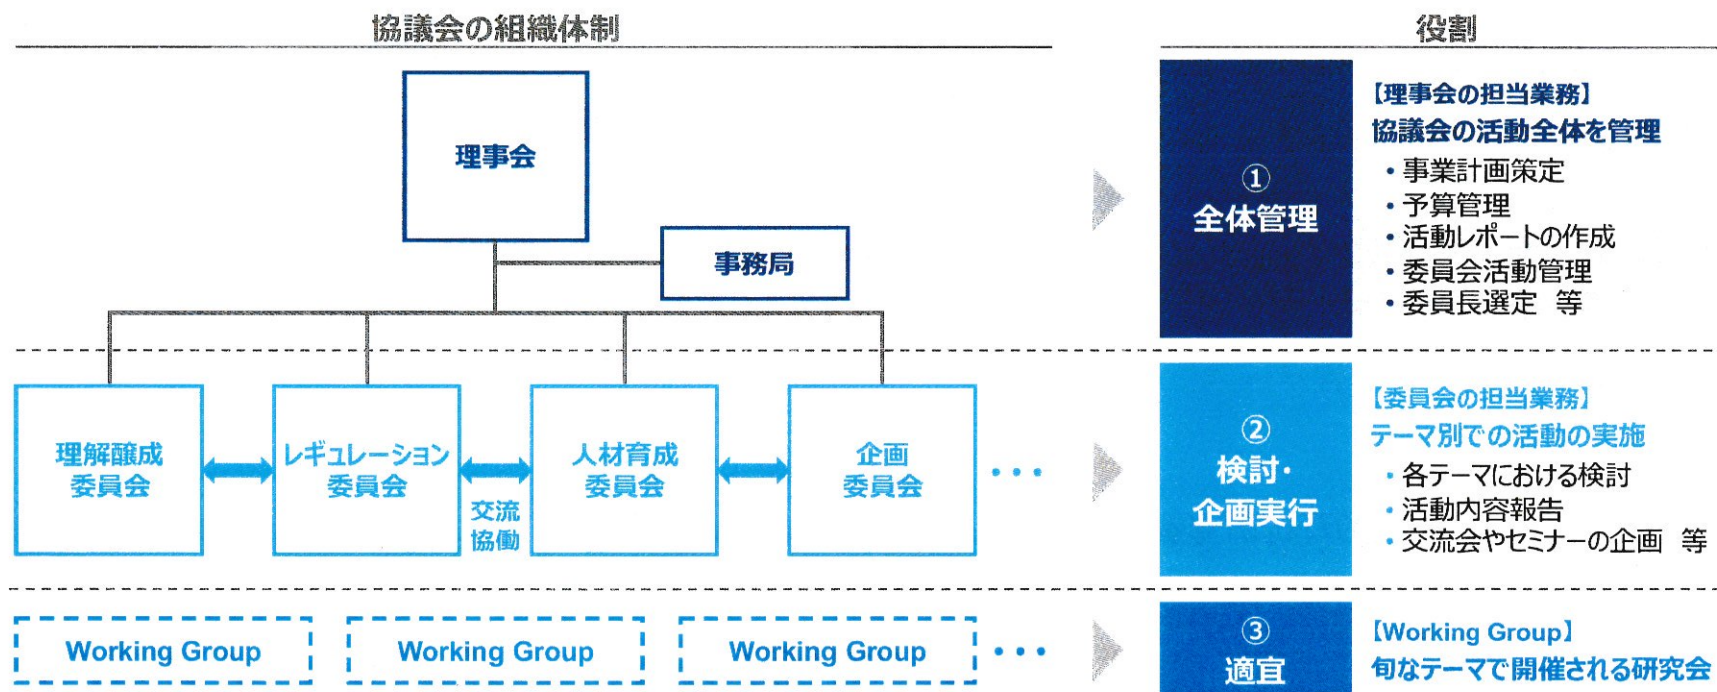 協議会の組織体制
役割
理事会
事務局
①
全体管理
【理事会の担当業務】
協議会の活動全体を管理
・事業計画策定
・予算管理
・活動レポートの作成
・委員会活動管理
・委員長選定 等
理解醸成
委員会
レギュレーション
委員会
交流
協働
人材育成
委員会
企画
委員会
・・・
②
検討・
企画実行
【委員会の担当業務】
テーマ別での活動の実施
・各テーマにおける検討
・活動内容報告
・交流会やセミナーの企画 等
Working Group
Working Group
Working Group
・・・
③
適宜
【Working Group】
旬なテーマで開催される研究会